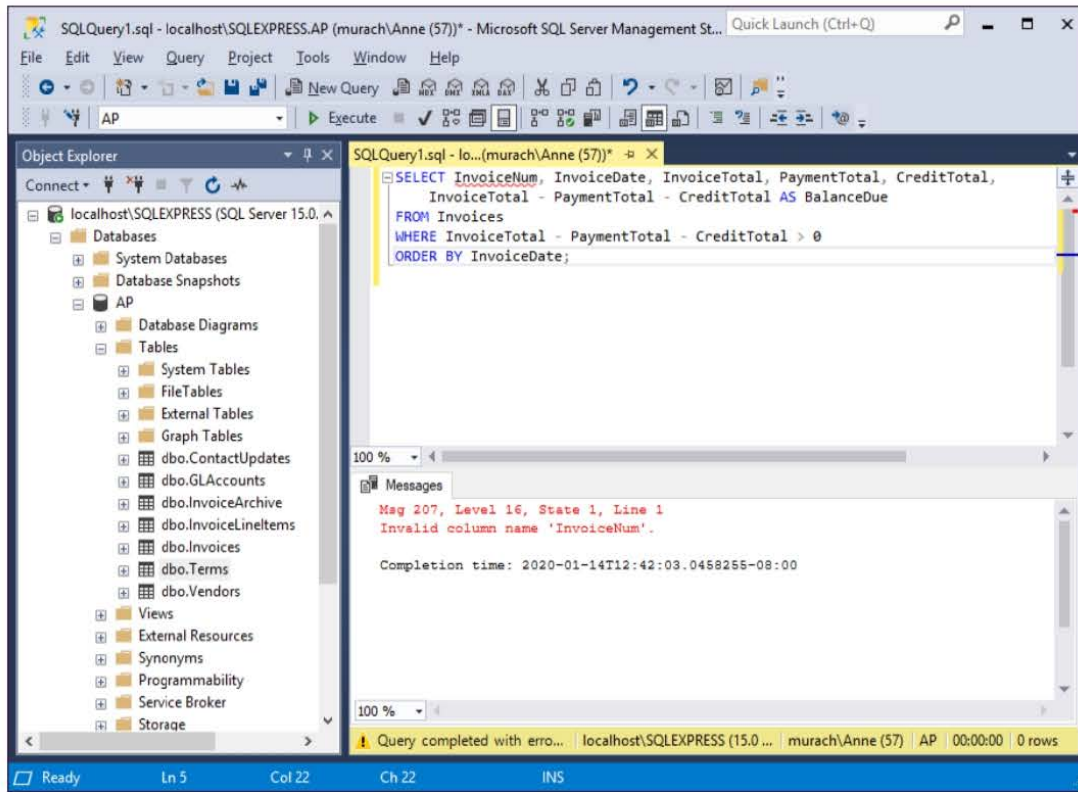 SQLQuery1.sql - localhost\SQLEXPRESS.AP (murach\Anne (57))* - Microsoft SQL Server Management St...
Quick Launch (Ctrl+Q)
File Edit View Query Project Tools Window Help
New Query
AP
Execute
Object Explorer
Connect
localhost\SQLEXPRESS (SQL Server 15.0.
Databases
System Databases
Database Snapshots
AP
Database Diagrams
Tables
System Tables
FileTables
External Tables
Graph Tables
dbo.ContactUpdates
dbo.GLAccounts
dbo.InvoiceArchive
dbo.InvoiceLineItems
dbo.Invoices
dbo.Terms
dbo.Vendors
Views
External Resources
Synonyms
Programmability
Service Broker
Storage
SQLQuery1.sql - lo...(murach\Anne (57))*
SELECT InvoiceNum, InvoiceDate, InvoiceTotal, PaymentTotal, CreditTotal,
InvoiceTotal - PaymentTotal - CreditTotal AS BalanceDue
FROM Invoices
WHERE InvoiceTotal - PaymentTotal - CreditTotal > 0
ORDER BY InvoiceDate;
100 %
Messages
Msg 207, Level 16, State 1, Line 1
Invalid column name 'InvoiceNum'.
Completion time: 2020-01-14T12:42:03.0458255-08:00
100 %
Query completed with erro... localhost\SQLEXPRESS (15.0 ... murach\Anne (57) AP 00:00:00 0 rows
Ready Ln 5 Col 22 Ch 22 INS